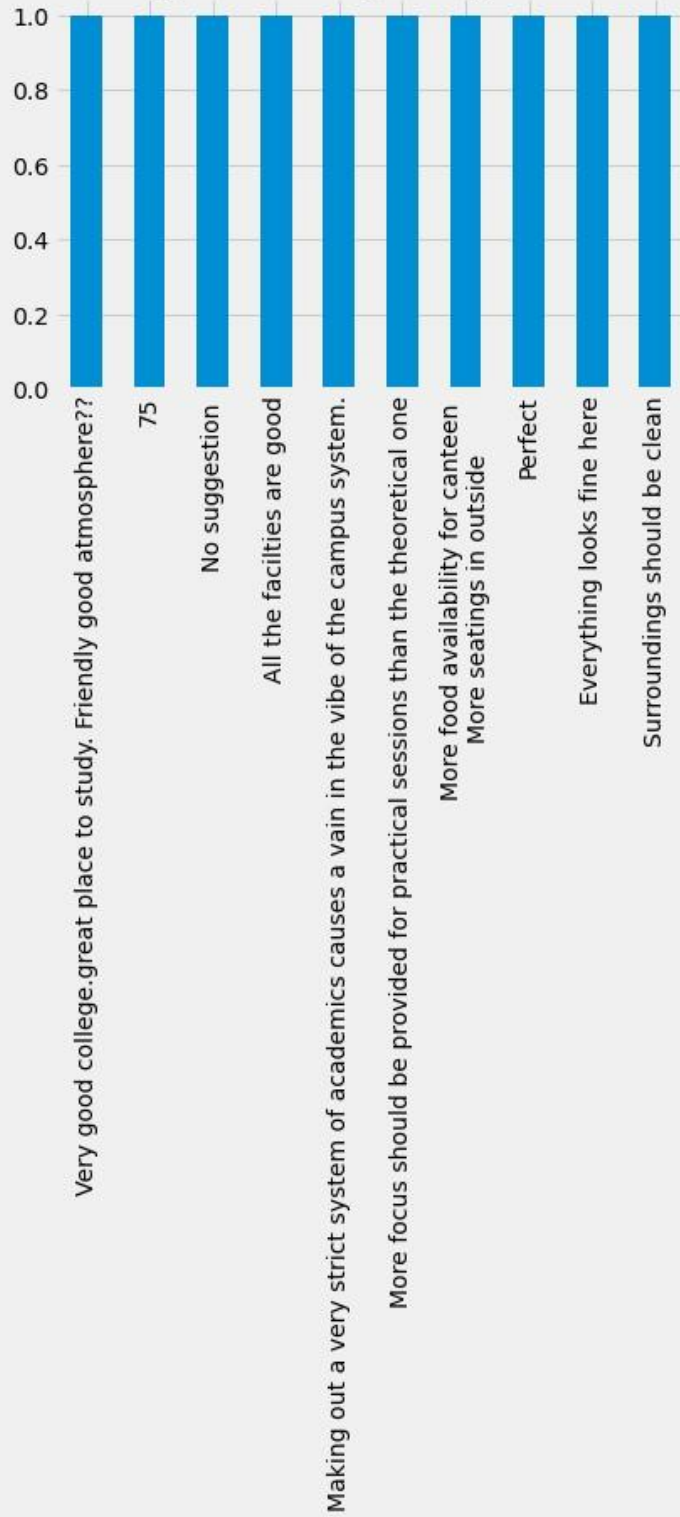 1.0
0.8
0.6
0.4
0.2
0.0
Very good college.great place to study. Friendly good atmosphere??
75
No suggestion
All the facilties are good
Making out a very strict system of academics causes a vain in the vibe of the campus system.
More focus should be provided for practical sessions than the theoretical one
More food availability for canteen
More seatings in outside
Perfect
Everything looks fine here
Surroundings should be clean